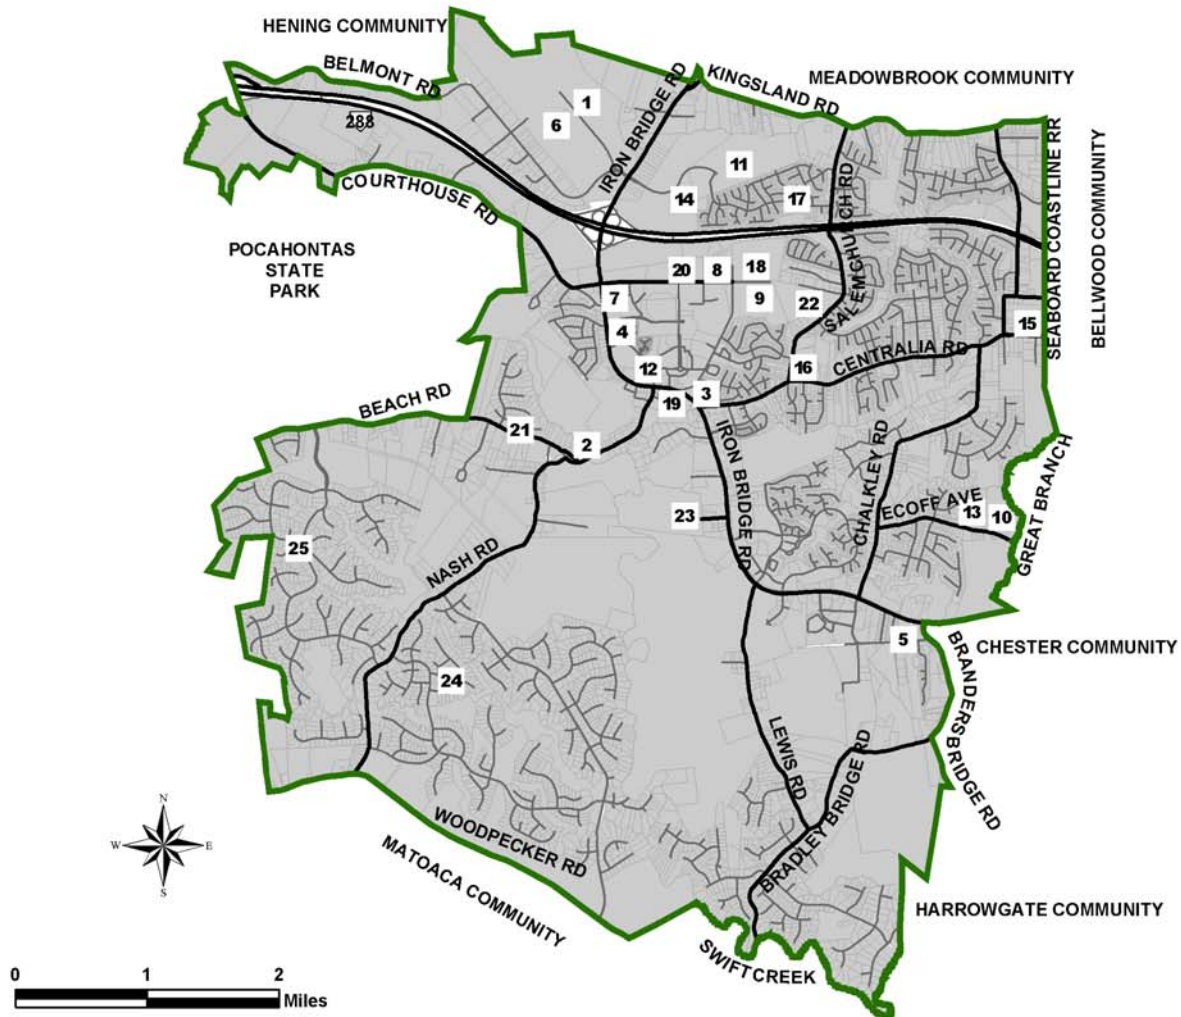 HENING COMMUNITY
BELMONT RD
KINGSLAND RD
MEADOWBROOK COMMUNITY
1
6
288
IRON BRIDGE RD
11
14
17
COURTHOUSE RD
SALEM CHURCH RD
SEABOARD COASTLINE RR
BELLWOOD COMMUNITY
POCAHONTAS
STATE
PARK
20
8
18
7
9
22
4
15
12
16
CENTRALIA RD
3
19
BEACH RD
21
2
IRON BRIDGE RD
CHALKLEY RD
GREAT BRANCH
23
ECOFF AVE
13
10
25
NASH RD
5
BRANDERSBRIDGE RD
CHESTER COMMUNITY
24
LEWIS RD
BRADLEY BRIDGE RD
WOODPECKER RD
MATOACA COMMUNITY
HARROWGATE COMMUNITY
SWIFT CREEK
N
W
E
S
0
1
2
Miles